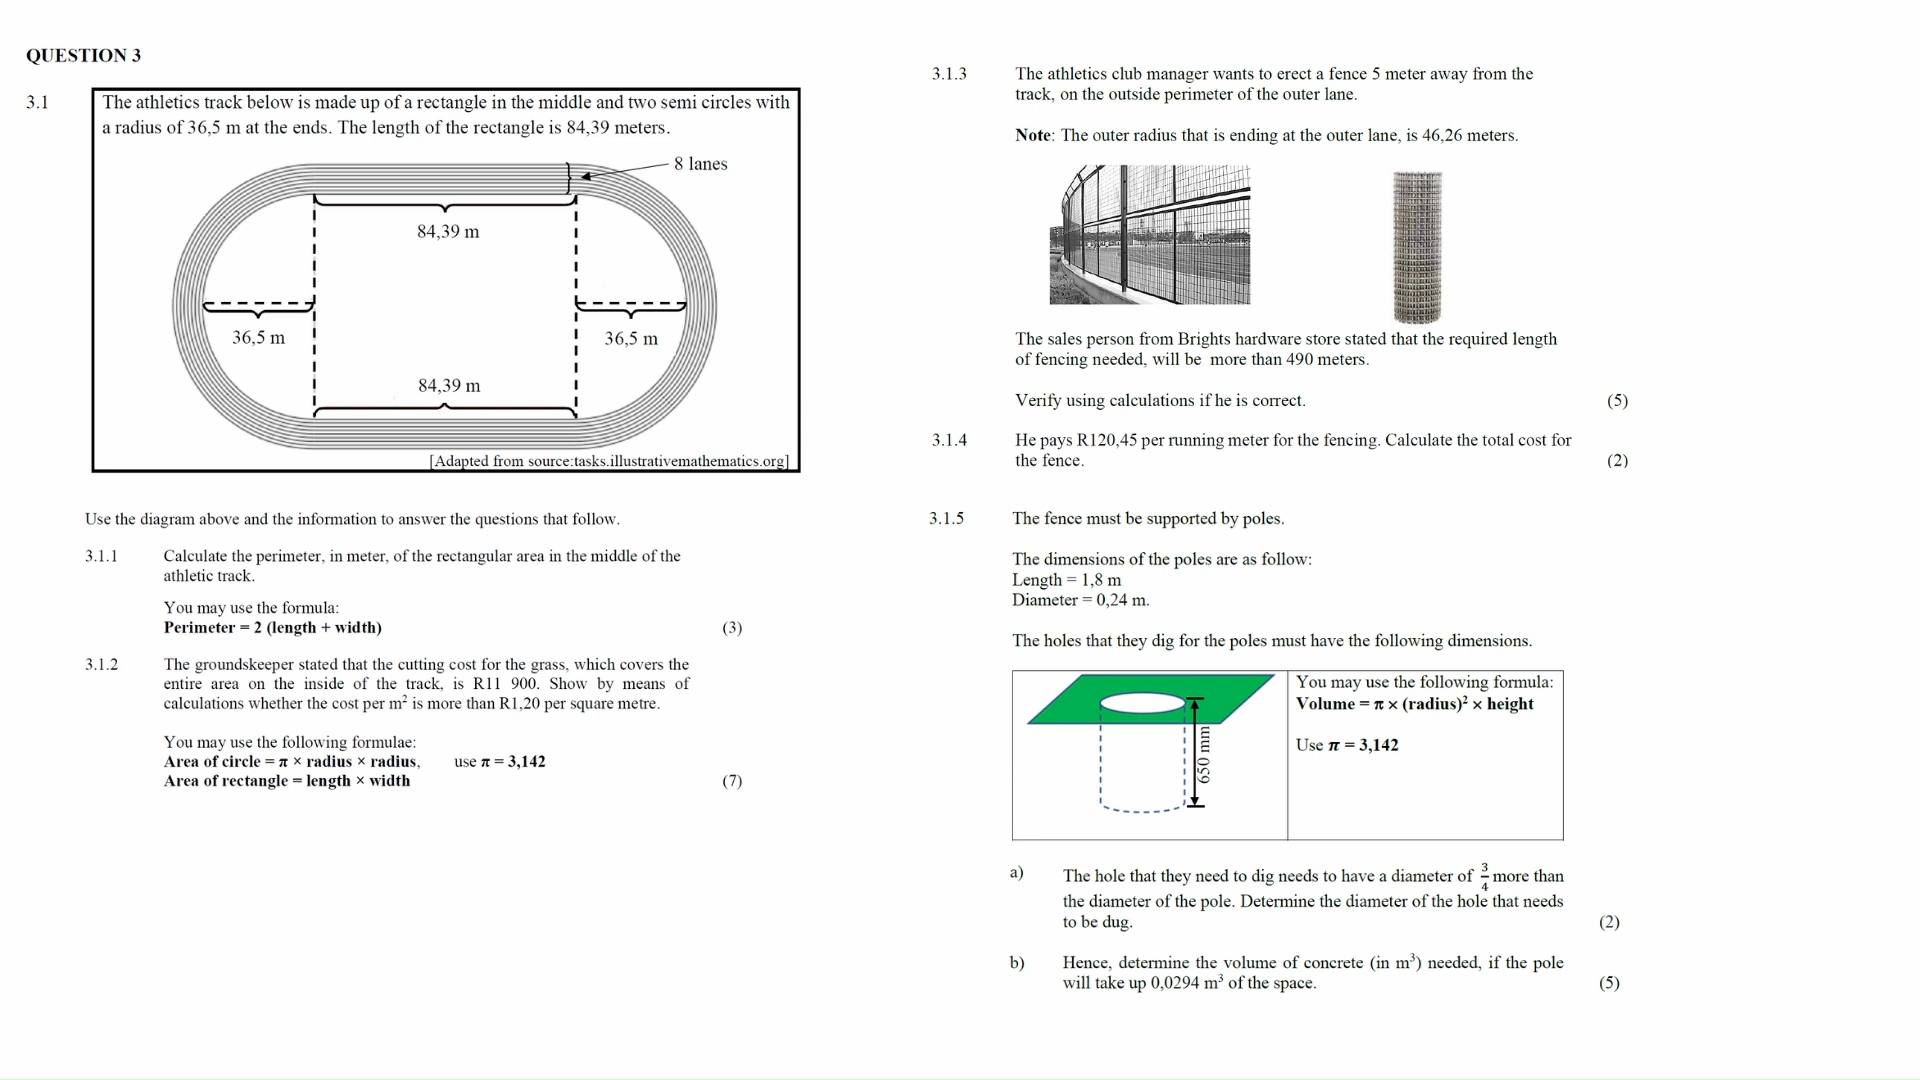 QUESTION 3
3.1
The athletics track below is made up of a rectangle in the middle and two semi circles with
a radius of 36,5 m at the ends. The length of the rectangle is 84,39 meters.
8 lanes
84,39 m
36,5 m
36,5 m
84,39 m
[Adapted from source:tasks.illustrativemathematics.org]
Use the diagram above and the information to answer the questions that follow.
3.1.1 Calculate the perimeter, in meter, of the rectangular area in the middle of the
athletic track.
You may use the formula:
Perimeter = 2 (length + width) (3)
3.1.2 The groundskeeper stated that the cutting cost for the grass, which covers the
entire area on the inside of the track, is R11 900. Show by means of
calculations whether the cost per m² is more than R1,20 per square metre.
You may use the following formulae:
Area of circle = π × radius × radius, use π = 3,142
Area of rectangle = length × width (7)
3.1.3 The athletics club manager wants to erect a fence 5 meter away from the
track, on the outside perimeter of the outer lane.
Note: The outer radius that is ending at the outer lane, is 46,26 meters.
The sales person from Brights hardware store stated that the required length
of fencing needed, will be more than 490 meters.
Verify using calculations if he is correct. (5)
3.1.4 He pays R120,45 per running meter for the fencing. Calculate the total cost for
the fence. (2)
3.1.5 The fence must be supported by poles.
The dimensions of the poles are as follow:
Length = 1,8 m
Diameter = 0,24 m.
The holes that they dig for the poles must have the following dimensions.
650 mm
You may use the following formula:
Volume = π × (radius)² × height
Use π = 3,142
a) The hole that they need to dig needs to have a diameter of 3/4 more than
the diameter of the pole. Determine the diameter of the hole that needs
to be dug. (2)
b) Hence, determine the volume of concrete (in m³) needed, if the pole
will take up 0,0294 m³ of the space. (5)